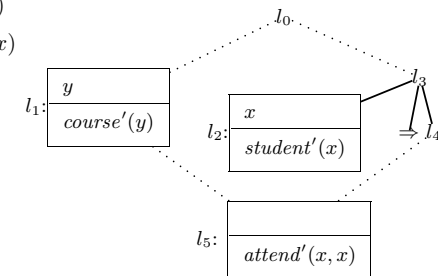 )
l₀
x)
l₃
y
l₁:
course′(y)
x
l₂:
student′(x)
⇒ l₄
l₅:
attend′(x, x)